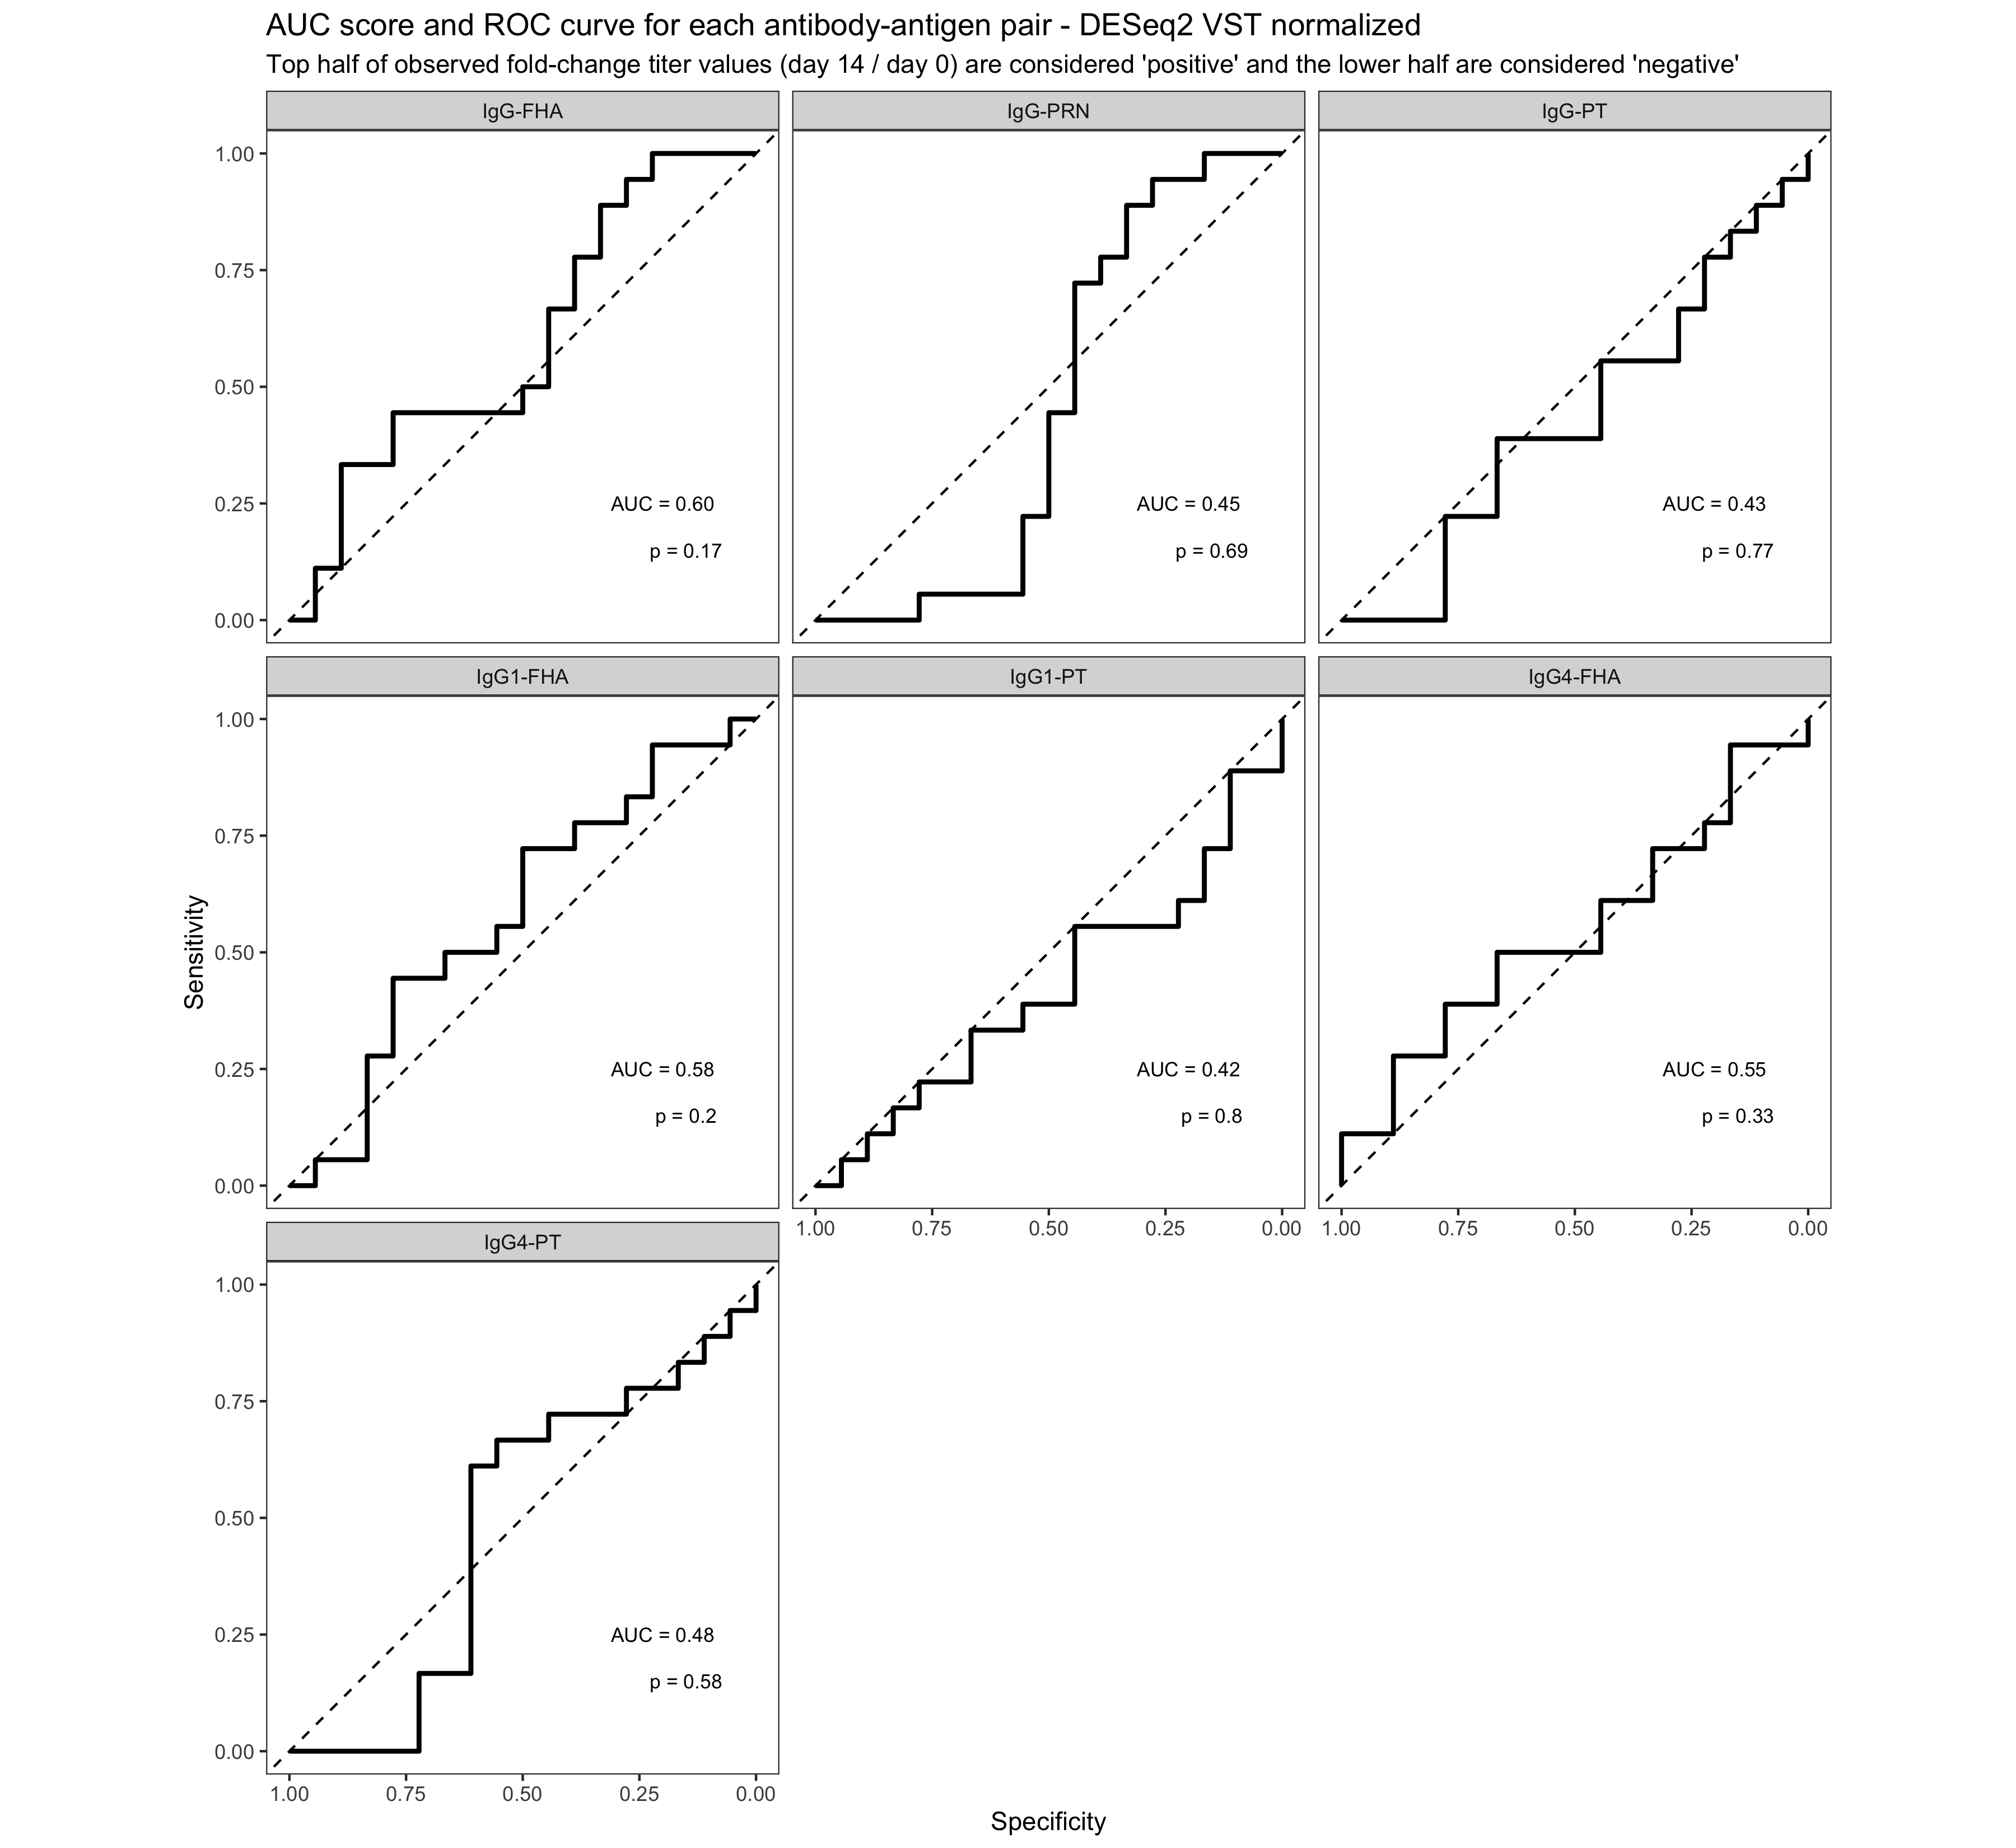 AUC score and ROC curve for each antibody-antigen pair - DESeq2 VST normalized
Top half of observed fold-change titer values (day 14 / day 0) are considered 'positive' and the lower half are considered 'negative'
IgG-FHA
IgG-PRN
IgG-PT
1.00
0.75
0.50
0.25
0.00
AUC = 0.60
p = 0.17
AUC = 0.45
p = 0.69
AUC = 0.43
p = 0.77
IgG1-FHA
IgG1-PT
IgG4-FHA
1.00
0.75
0.50
0.25
0.00
AUC = 0.58
p = 0.2
AUC = 0.42
p = 0.8
AUC = 0.55
p = 0.33
Sensitivity
1.00 0.75 0.50 0.25 0.00
1.00 0.75 0.50 0.25 0.00
IgG4-PT
1.00
0.75
0.50
0.25
0.00
AUC = 0.48
p = 0.58
1.00 0.75 0.50 0.25 0.00
Specificity